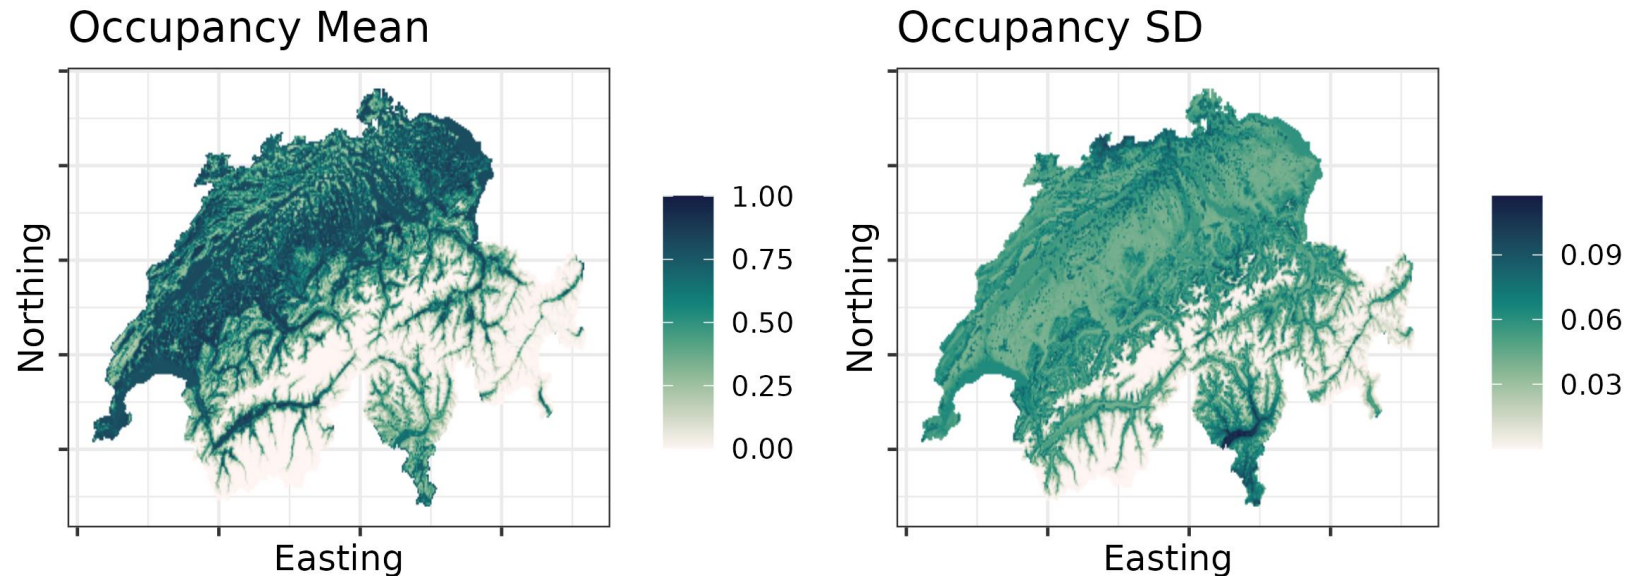 Occupancy Mean
Northing
Easting
1.00
0.75
0.50
0.25
0.00
Occupancy SD
Northing
Easting
0.09
0.06
0.03